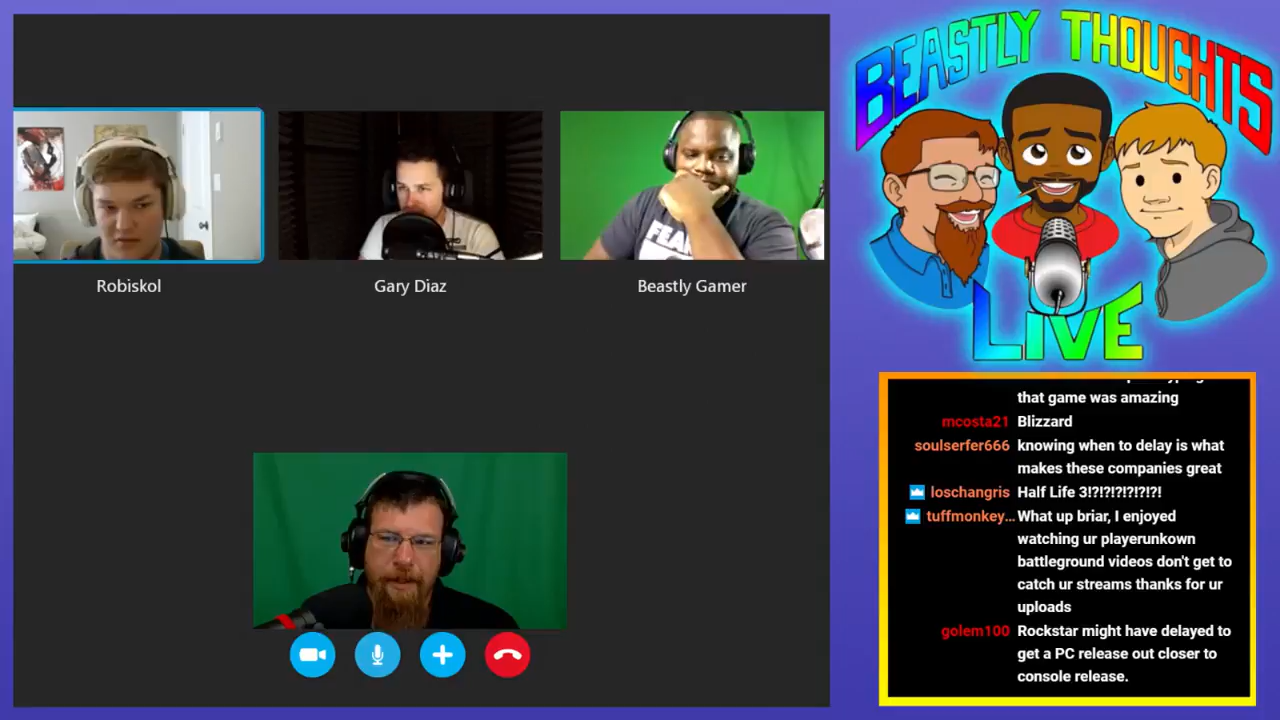 BEASTLY THOUGHTS
LIVE
Robiskol
Gary Diaz
Beastly Gamer
that game was amazing
mcosta21 Blizzard
soulserfer666 knowing when to delay is what
makes these companies great
loschangris Half Life 3!?!?!?!?!?!
tuffmonkey... What up briar, I enjoyed
watching ur playerunkown
battleground videos don't get to
catch ur streams thanks for ur
uploads
golem100 Rockstar might have delayed to
get a PC release out closer to
console release.